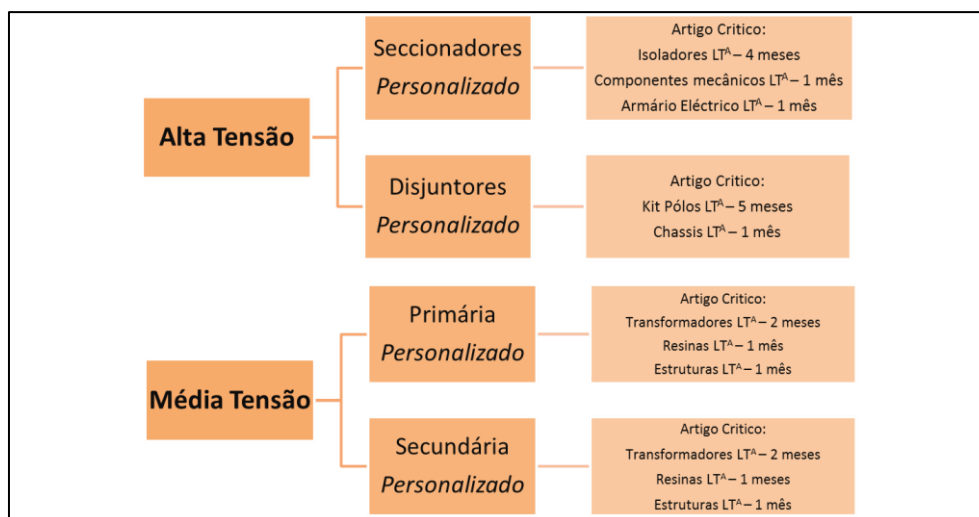 Alta Tensão
Seccionadores
Personalizado
Artigo Critico:
Isoladores LTᴬ – 4 meses
Componentes mecânicos LTᴬ – 1 mês
Armário Eléctrico LTᴬ – 1 mês
Disjuntores
Personalizado
Artigo Critico:
Kit Pólos LTᴬ – 5 meses
Chassis LTᴬ – 1 mês
Média Tensão
Primária
Personalizado
Artigo Critico:
Transformadores LTᴬ – 2 meses
Resinas LTᴬ – 1 mês
Estruturas LTᴬ – 1 mês
Secundária
Personalizado
Artigo Critico:
Transformadores LTᴬ – 2 meses
Resinas LTᴬ – 1 meses
Estruturas LTᴬ – 1 mês